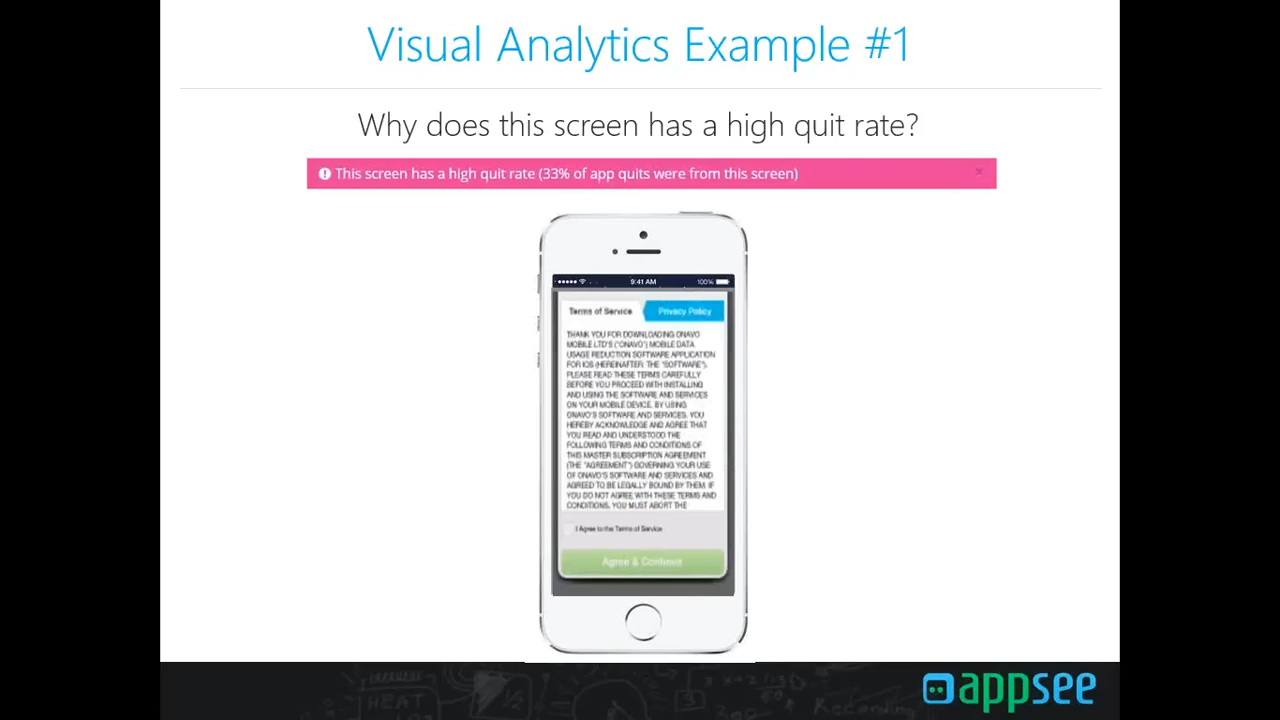 Visual Analytics Example #1
Why does this screen has a high quit rate?
This screen has a high quit rate (33% of app quits were from this screen)
9:41 AM 100%
Terms of Service Privacy Policy
THANK YOU FOR DOWNLOADING ONAVO
MOBILE LTD'S ("ONAVO") MOBILE DATA
USAGE REDUCTION SOFTWARE APPLICATION
FOR IOS (HEREINAFTER: THE "SOFTWARE").
PLEASE READ THESE TERMS CAREFULLY
BEFORE YOU PROCEED WITH INSTALLING
AND USING THE SOFTWARE AND SERVICES
ON YOUR MOBILE DEVICE. BY USING
ONAVO'S SOFTWARE AND SERVICES, YOU
HEREBY ACKNOWLEDGE AND AGREE THAT
YOU READ AND UNDERSTOOD THE
FOLLOWING TERMS AND CONDITIONS OF
THIS MASTER SUBSCRIPTION AGREEMENT
(THE "AGREEMENT") GOVERNING YOUR USE
OF ONAVO'S SOFTWARE AND SERVICES AND
AGREED TO BE LEGALLY BOUND BY THEM. IF
YOU DO NOT AGREE WITH THESE TERMS AND
CONDITIONS, YOU MUST ABORT THE
I Agree to the Terms of Service
Agree & Continue
HEAT
1/2
3
Recording
appsee